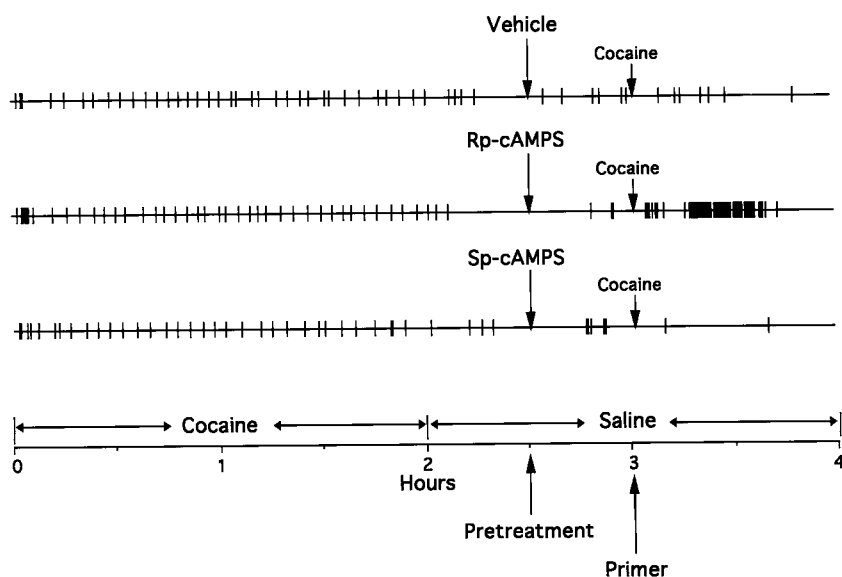 Vehicle
Cocaine
Rp-cAMPS
Cocaine
Sp-cAMPS
Cocaine
Cocaine Saline
0 1 2 3 4
Hours
Pretreatment
Primer